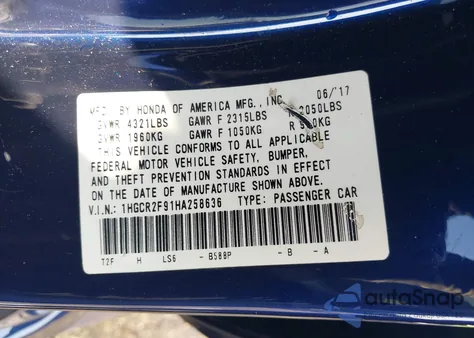 MFD. BY HONDA OF AMERICA MFG., INC. 06/'17
GVWR 4321LBS GAWR F 2315LBS R 2050LBS
GVWR 1960KG GAWR F 1050KG R 930KG
THIS VEHICLE CONFORMS TO ALL APPLICABLE
FEDERAL MOTOR VEHICLE SAFETY, BUMPER,
AND THEFT PREVENTION STANDARDS IN EFFECT
ON THE DATE OF MANUFACTURE SHOWN ABOVE.
V.I.N.: 1HGCR2F91HA258636 TYPE: PASSENGER CAR
T2F H LS6 - B588P - B - A
autoSnap